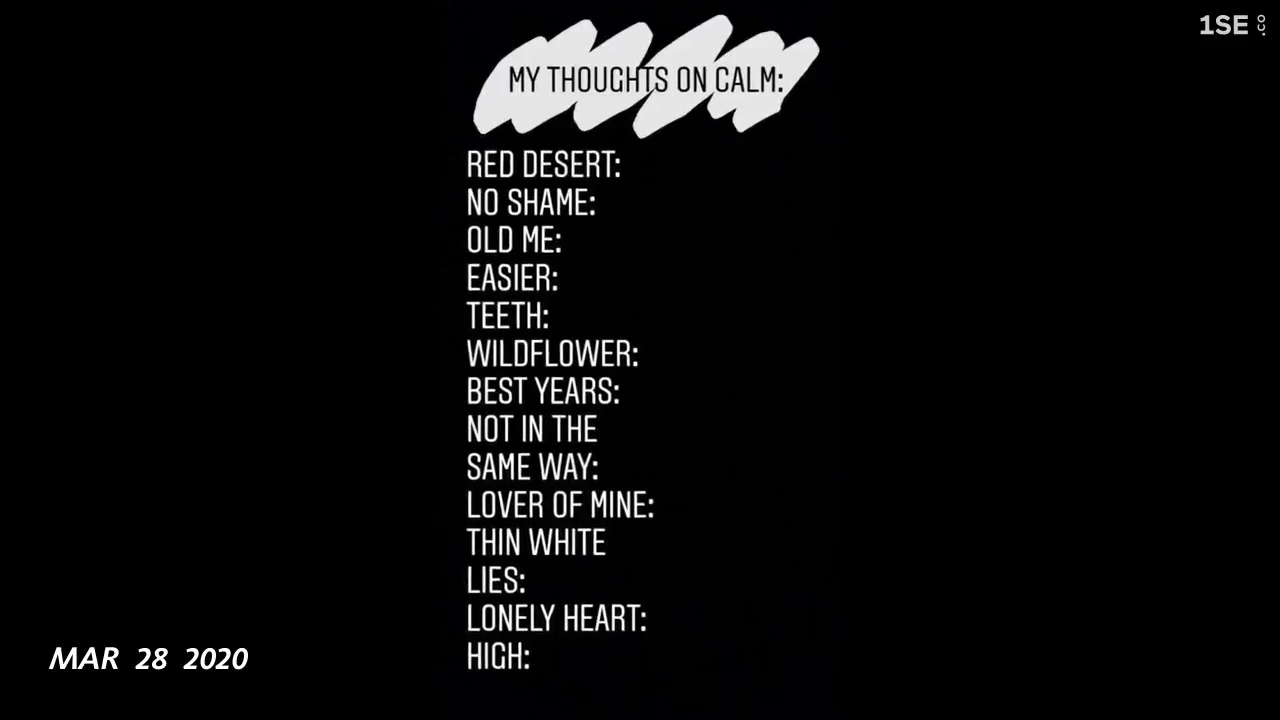 1SE.co
MY THOUGHTS ON CALM:
RED DESERT:
NO SHAME:
OLD ME:
EASIER:
TEETH:
WILDFLOWER:
BEST YEARS:
NOT IN THE
SAME WAY:
LOVER OF MINE:
THIN WHITE
LIES:
LONELY HEART:
HIGH:
MAR 28 2020